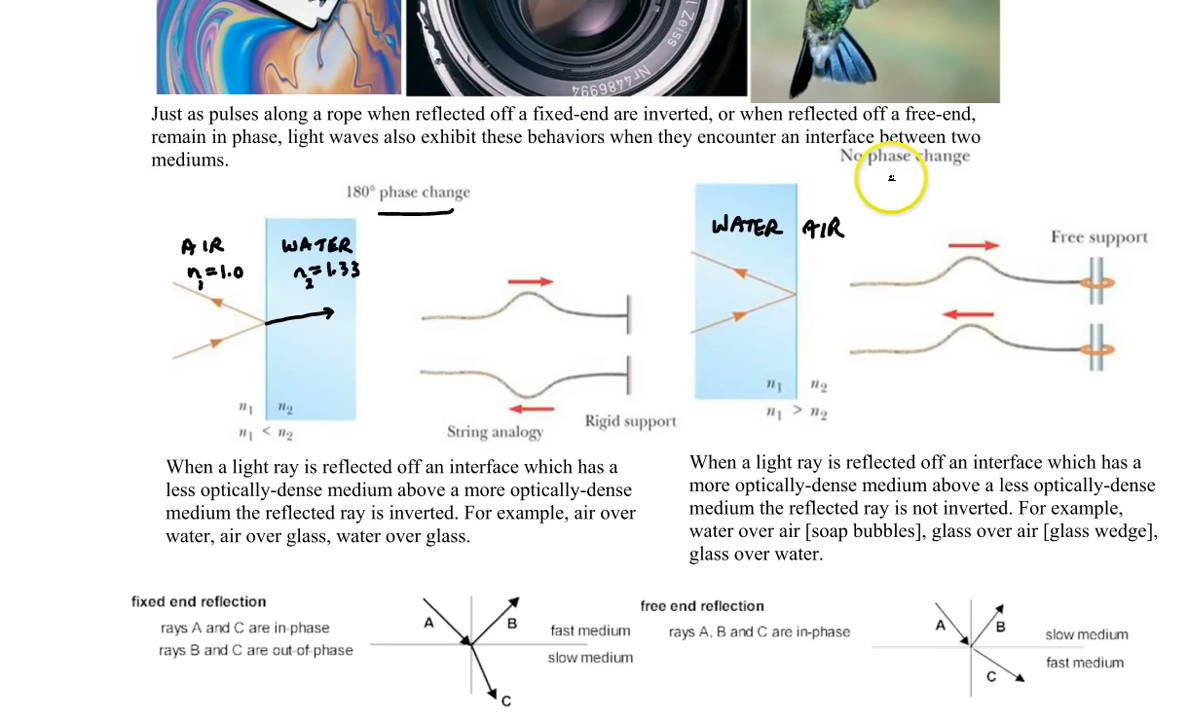 Zeiss
Nr4486994
Just as pulses along a rope when reflected off a fixed-end are inverted, or when reflected off a free-end,
remain in phase, light waves also exhibit these behaviors when they encounter an interface between two
mediums.
No phase change
180° phase change
AIR
n₁=1.0
WATER
n₂=1.33
WATER AIR
Free support
n₁ n₂
n₁ < n₂
String analogy
Rigid support
n₁ n₂
n₁ > n₂
When a light ray is reflected off an interface which has a
less optically-dense medium above a more optically-dense
medium the reflected ray is inverted. For example, air over
water, air over glass, water over glass.
When a light ray is reflected off an interface which has a
more optically-dense medium above a less optically-dense
medium the reflected ray is not inverted. For example,
water over air [soap bubbles], glass over air [glass wedge],
glass over water.
fixed end reflection
rays A and C are in-phase
rays B and C are out-of-phase
A
B
C
fast medium
slow medium
free end reflection
rays A, B and C are in-phase
A
B
C
slow medium
fast medium